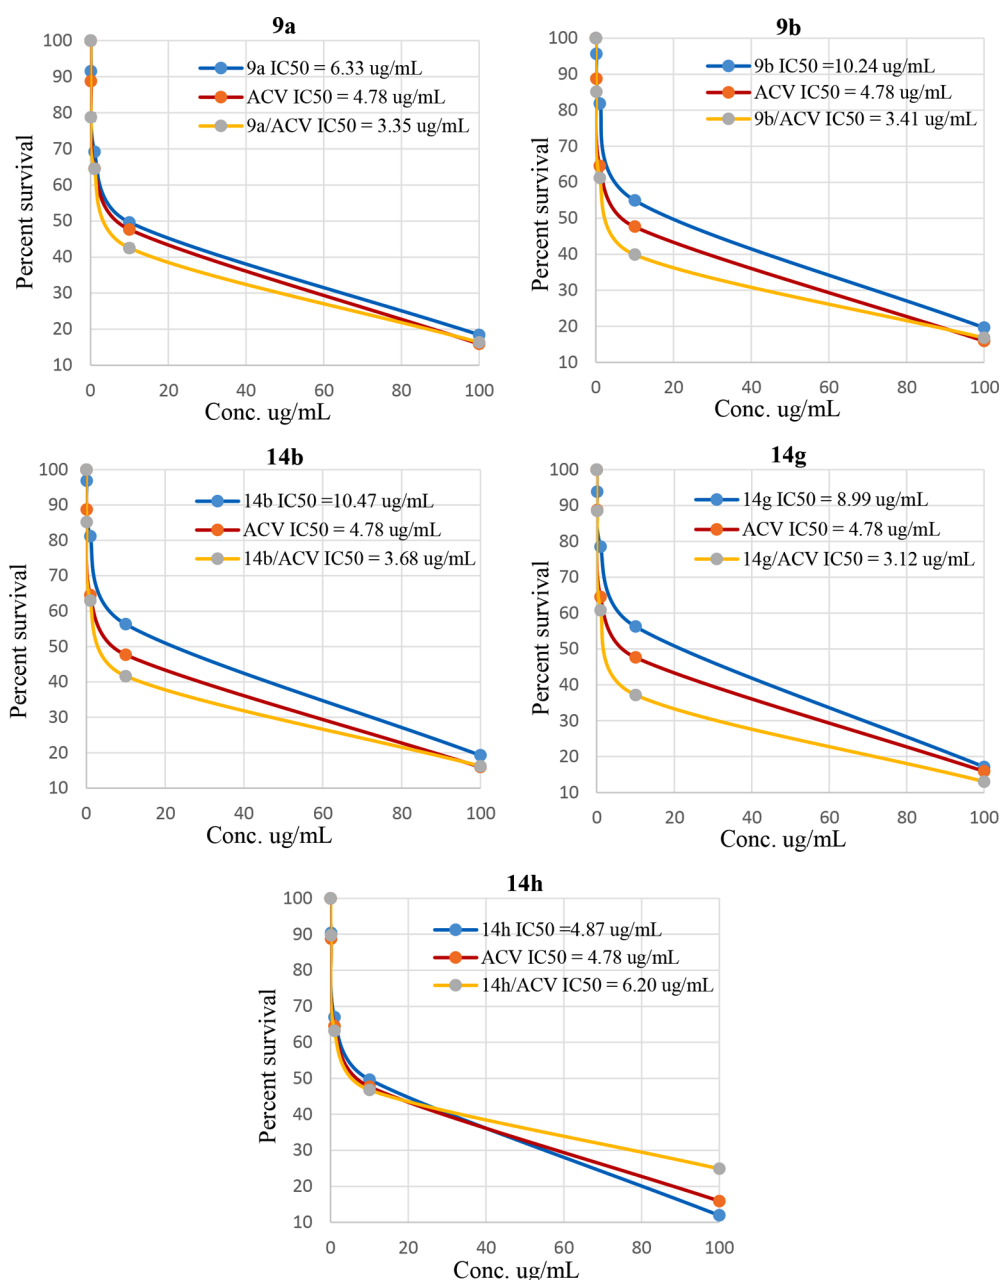 9a
100
90
80
70
60
50
40
30
20
10
0
20
40
60
80
100
Percent survival
Conc. ug/mL
9a IC50 = 6.33 ug/mL
ACV IC50 = 4.78 ug/mL
9a/ACV IC50 = 3.35 ug/mL
9b
100
90
80
70
60
50
40
30
20
10
0
20
40
60
80
100
Percent survival
Conc. ug/mL
9b IC50 =10.24 ug/mL
ACV IC50 = 4.78 ug/mL
9b/ACV IC50 = 3.41 ug/mL
14b
100
90
80
70
60
50
40
30
20
10
0
20
40
60
80
100
Percent survival
Conc. ug/mL
14b IC50 =10.47 ug/mL
ACV IC50 = 4.78 ug/mL
14b/ACV IC50 = 3.68 ug/mL
14g
100
90
80
70
60
50
40
30
20
10
0
20
40
60
80
100
Percent survival
Conc. ug/mL
14g IC50 = 8.99 ug/mL
ACV IC50 = 4.78 ug/mL
14g/ACV IC50 = 3.12 ug/mL
14h
100
90
80
70
60
50
40
30
20
10
0
20
40
60
80
100
Percent survival
Conc. ug/mL
14h IC50 =4.87 ug/mL
ACV IC50 = 4.78 ug/mL
14h/ACV IC50 = 6.20 ug/mL